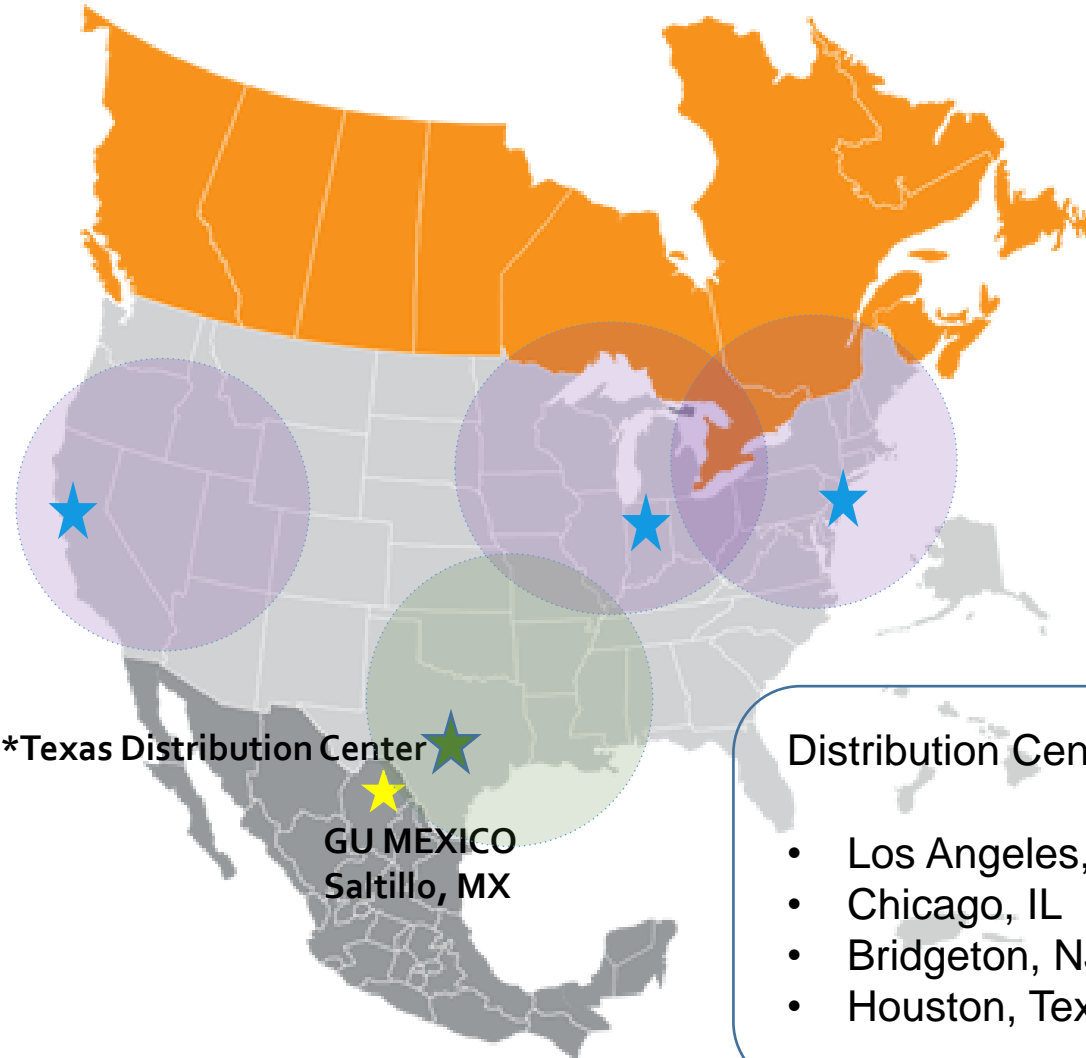 *Texas Distribution Center
GU MEXICO
Saltillo, MX
Distribution Cen
• Los Angeles,
• Chicago, IL
• Bridgeton, N
• Houston, Tex